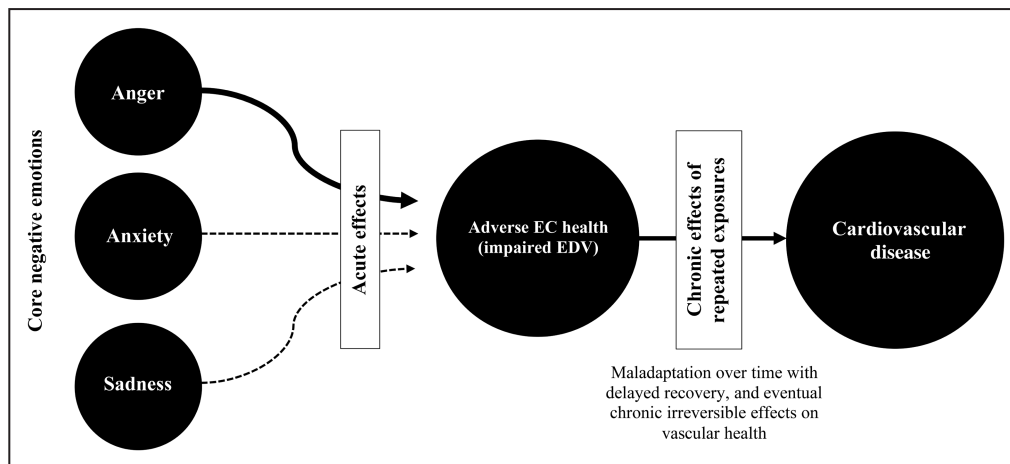 Core negative emotions
Anger
Anxiety
Sadness
Acute effects
Adverse EC health
(impaired EDV)
Chronic effects of
repeated exposures
Maladaptation over time with
delayed recovery, and eventual
chronic irreversible effects on
vascular health
Cardiovascular
disease